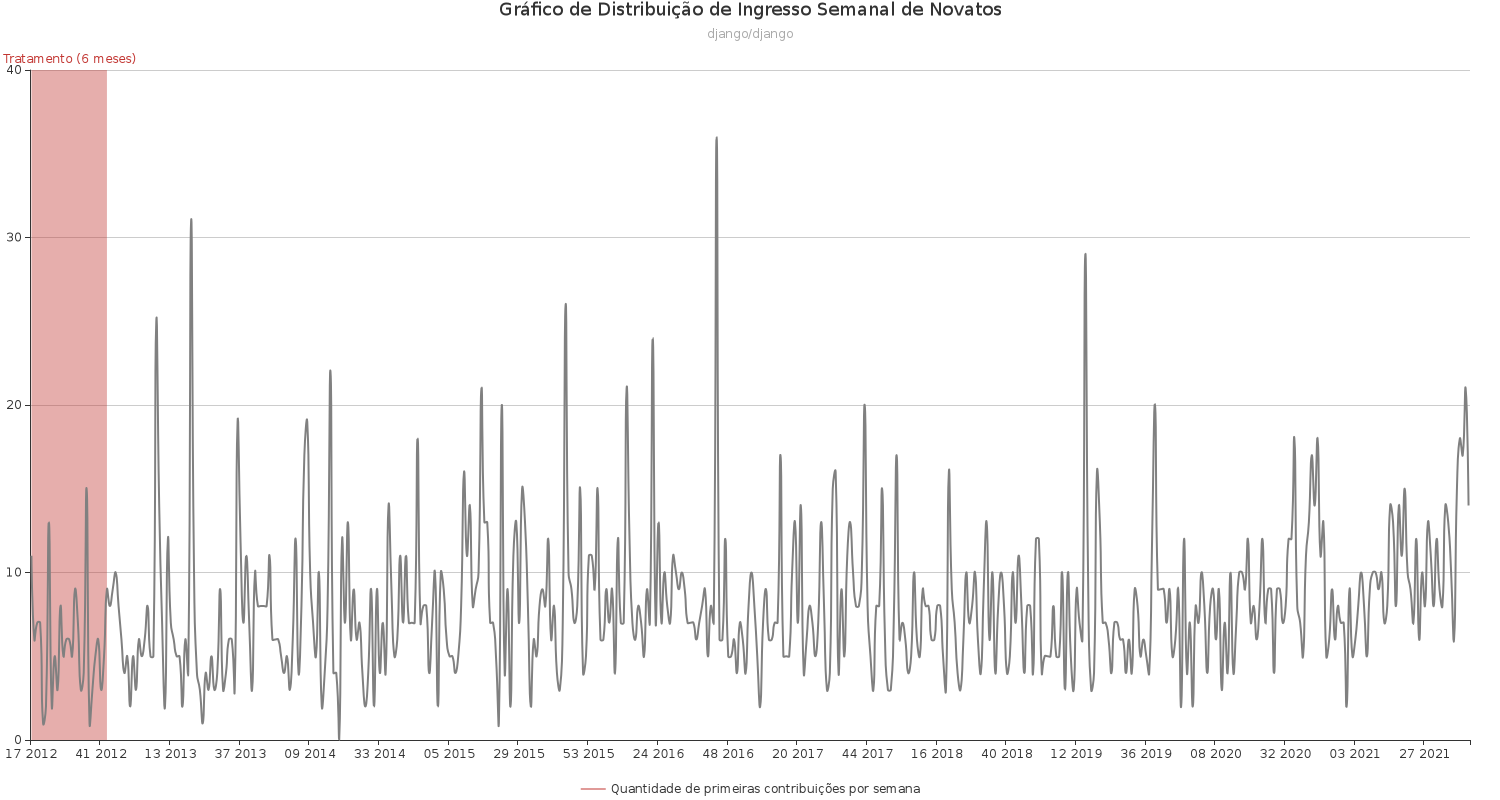 Gráfico de Distribuição de Ingresso Semanal de Novatos
django/django
Tratamento (6 meses)
40
30
20
10
0
17 2012 41 2012 13 2013 37 2013 09 2014 33 2014 05 2015 29 2015 53 2015 24 2016 48 2016 20 2017 44 2017 16 2018 40 2018 12 2019 36 2019 08 2020 32 2020 03 2021 27 2021
Quantidade de primeiras contribuições por semana